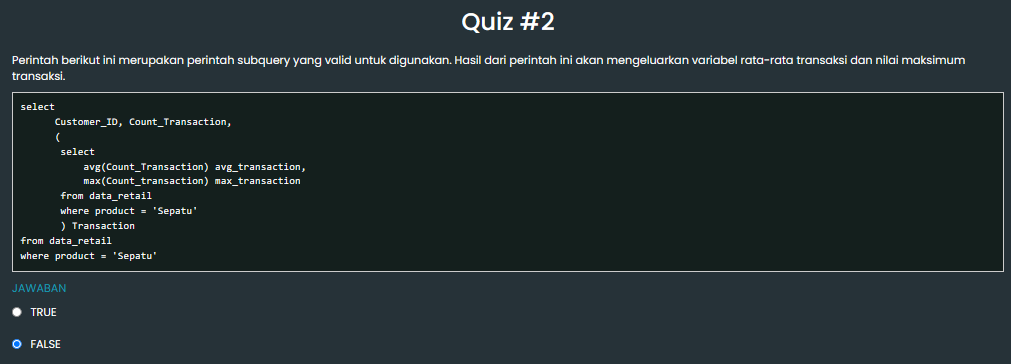 Quiz #2
Perintah berikut ini merupakan perintah subquery yang valid untuk digunakan. Hasil dari perintah ini akan mengeluarkan variabel rata-rata transaksi dan nilai maksimum
transaksi.
select
Customer_ID, Count_Transaction,
(
select
avg(Count_Transaction) avg_transaction,
max(Count_transaction) max_transaction
from data_retail
where product = 'Sepatu'
) Transaction
from data_retail
where product = 'Sepatu'
JAWABAN
TRUE
FALSE